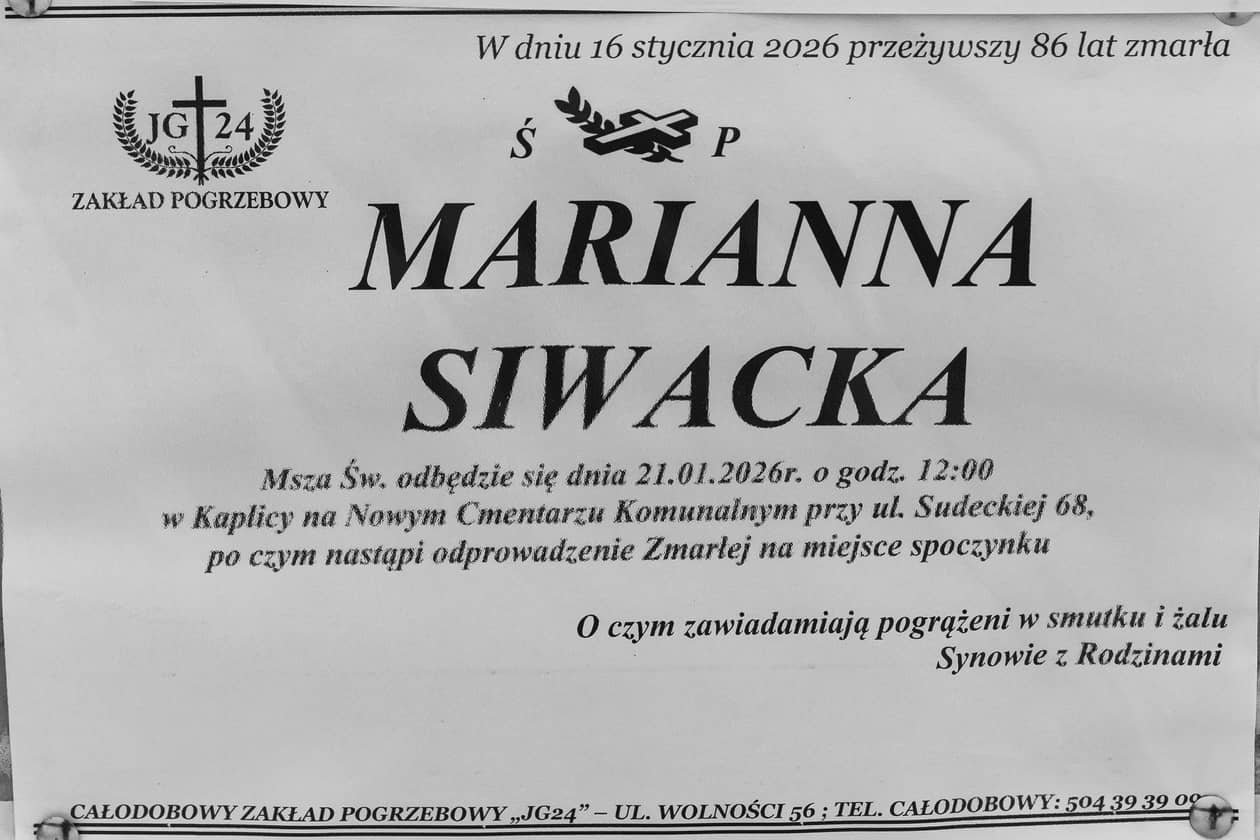 W dniu 16 stycznia 2026 przeżywszy 86 lat zmarła
JG 24
ZAKŁAD POGRZEBOWY
Ś P
MARIANNA
SIWACKA
Msza Św. odbędzie się dnia 21.01.2026r. o godz. 12:00
w Kaplicy na Nowym Cmentarzu Komunalnym przy ul. Sudeckiej 68,
po czym nastąpi odprowadzenie Zmarłej na miejsce spoczynku
O czym zawiadamiają pogrążeni w smutku i żalu
Synowie z Rodzinami
CAŁODOBOWY ZAKŁAD POGRZEBOWY „JG24” – UL. WOLNOŚCI 56 ; TEL. CAŁODOBOWY: 504 39 39